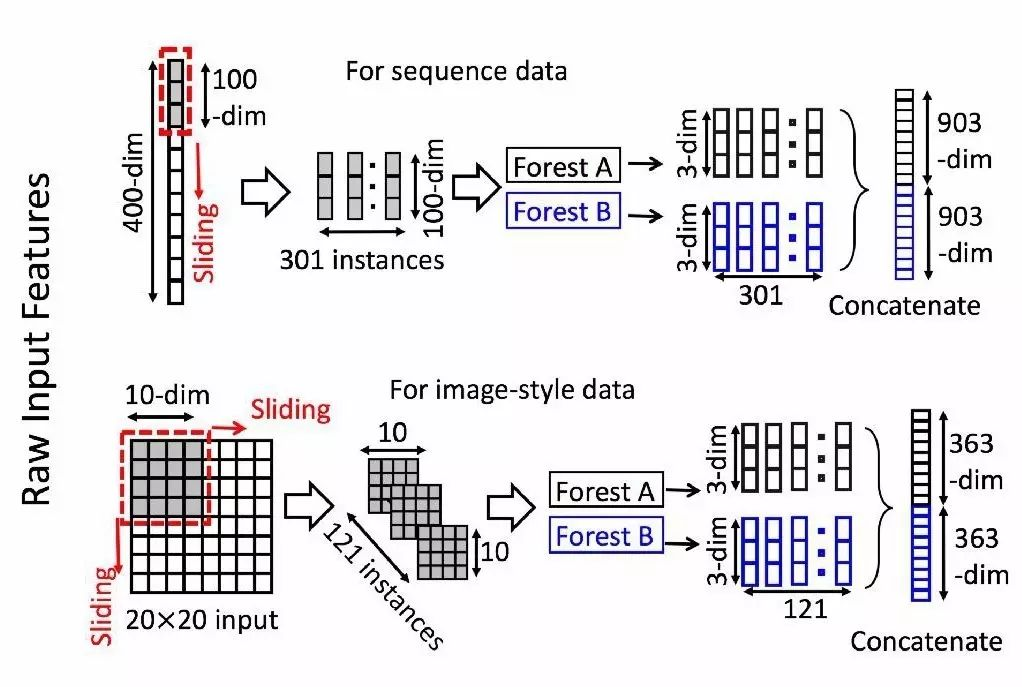 Raw Input Features
For sequence data
100
-dim
400-dim
Sliding
301 instances
100-dim
Forest A
Forest B
3-dim
3-dim
301
903
-dim
903
-dim
Concatenate
For image-style data
10-dim
Sliding
Sliding
20×20 input
10
10
121 instances
Forest A
Forest B
3-dim
3-dim
121
363
-dim
363
-dim
Concatenate